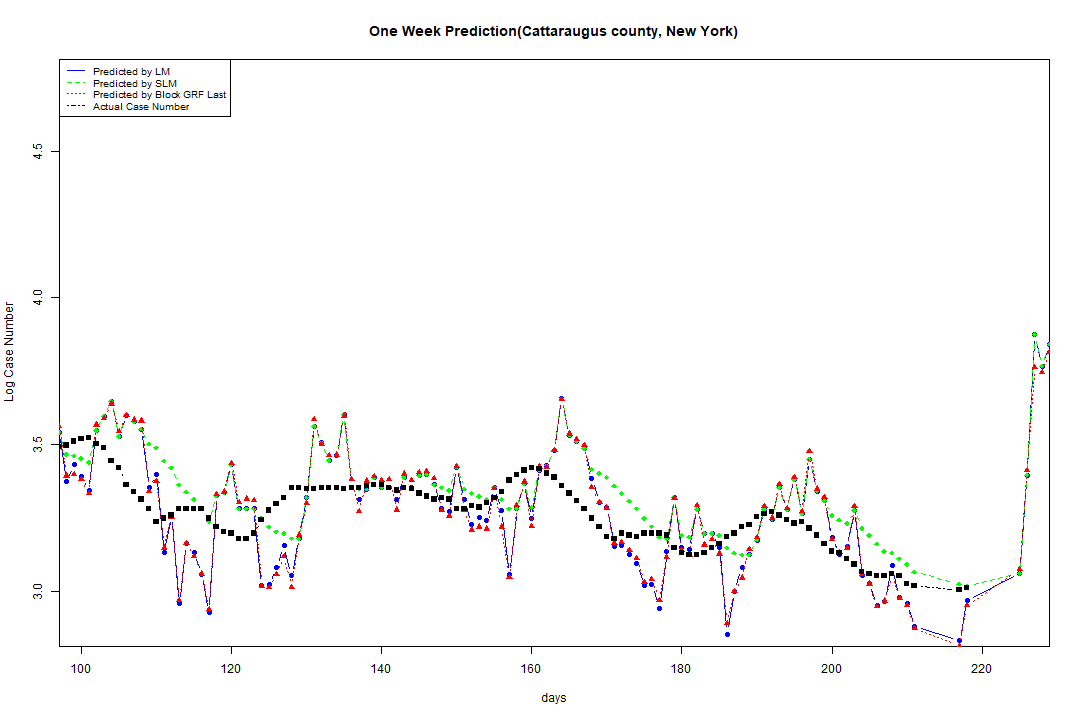 One Week Prediction(Cattaraugus county, New York)
Predicted by LM
Predicted by SLM
Predicted by Block GRF Last
Actual Case Number
4.5
4.0
3.5
3.0
Log Case Number
100 120 140 160 180 200 220
days